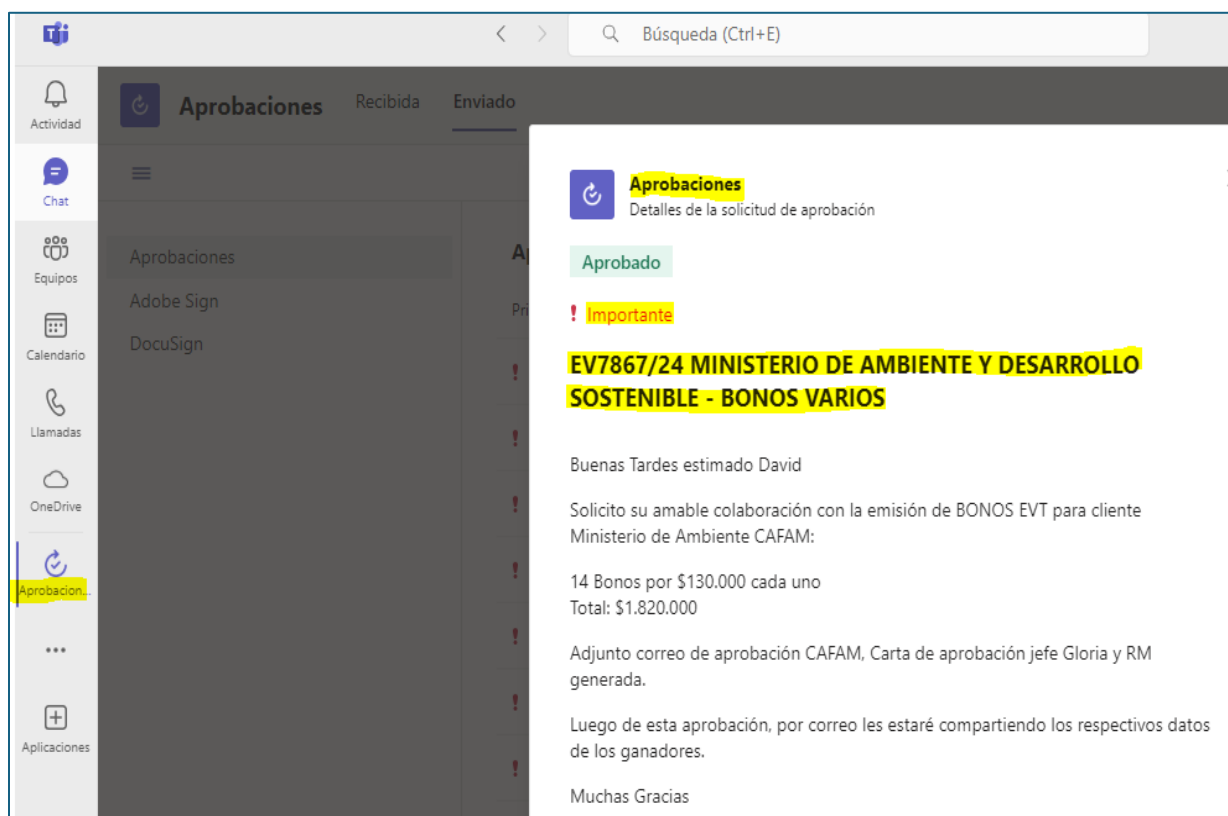 Búsqueda (Ctrl+E)
Actividad
Chat
Equipos
Calendario
Llamadas
OneDrive
Aprobacion...
Aplicaciones
Aprobaciones
Recibida
Enviado
Aprobaciones
Adobe Sign
DocuSign
Ap
Pri
Aprobaciones
Detalles de la solicitud de aprobación
Aprobado
! Importante
EV7867/24 MINISTERIO DE AMBIENTE Y DESARROLLO
SOSTENIBLE - BONOS VARIOS
Buenas Tardes estimado David
Solicito su amable colaboración con la emisión de BONOS EVT para cliente
Ministerio de Ambiente CAFAM:
14 Bonos por $130.000 cada uno
Total: $1.820.000
Adjunto correo de aprobación CAFAM, Carta de aprobación jefe Gloria y RM
generada.
Luego de esta aprobación, por correo les estaré compartiendo los respectivos datos
de los ganadores.
Muchas Gracias